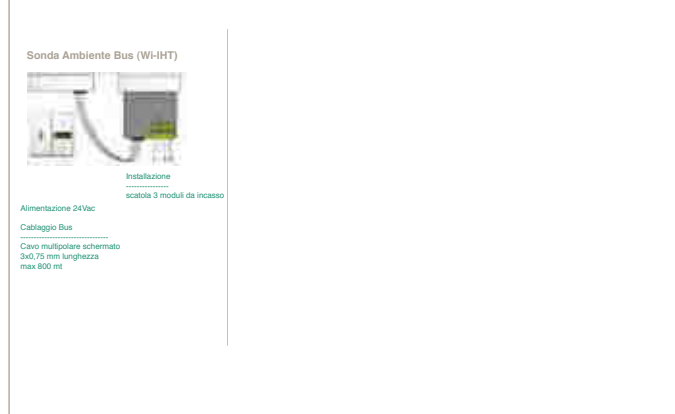 Sonda Ambiente Bus (Wi-IHT)
Installazione
----------------
scatola 3 moduli da incasso
Alimentazione 24Vac
Cablaggio Bus
---------------------------------
Cavo multipolare schermato
3x0,75 mm lunghezza
max 800 mt